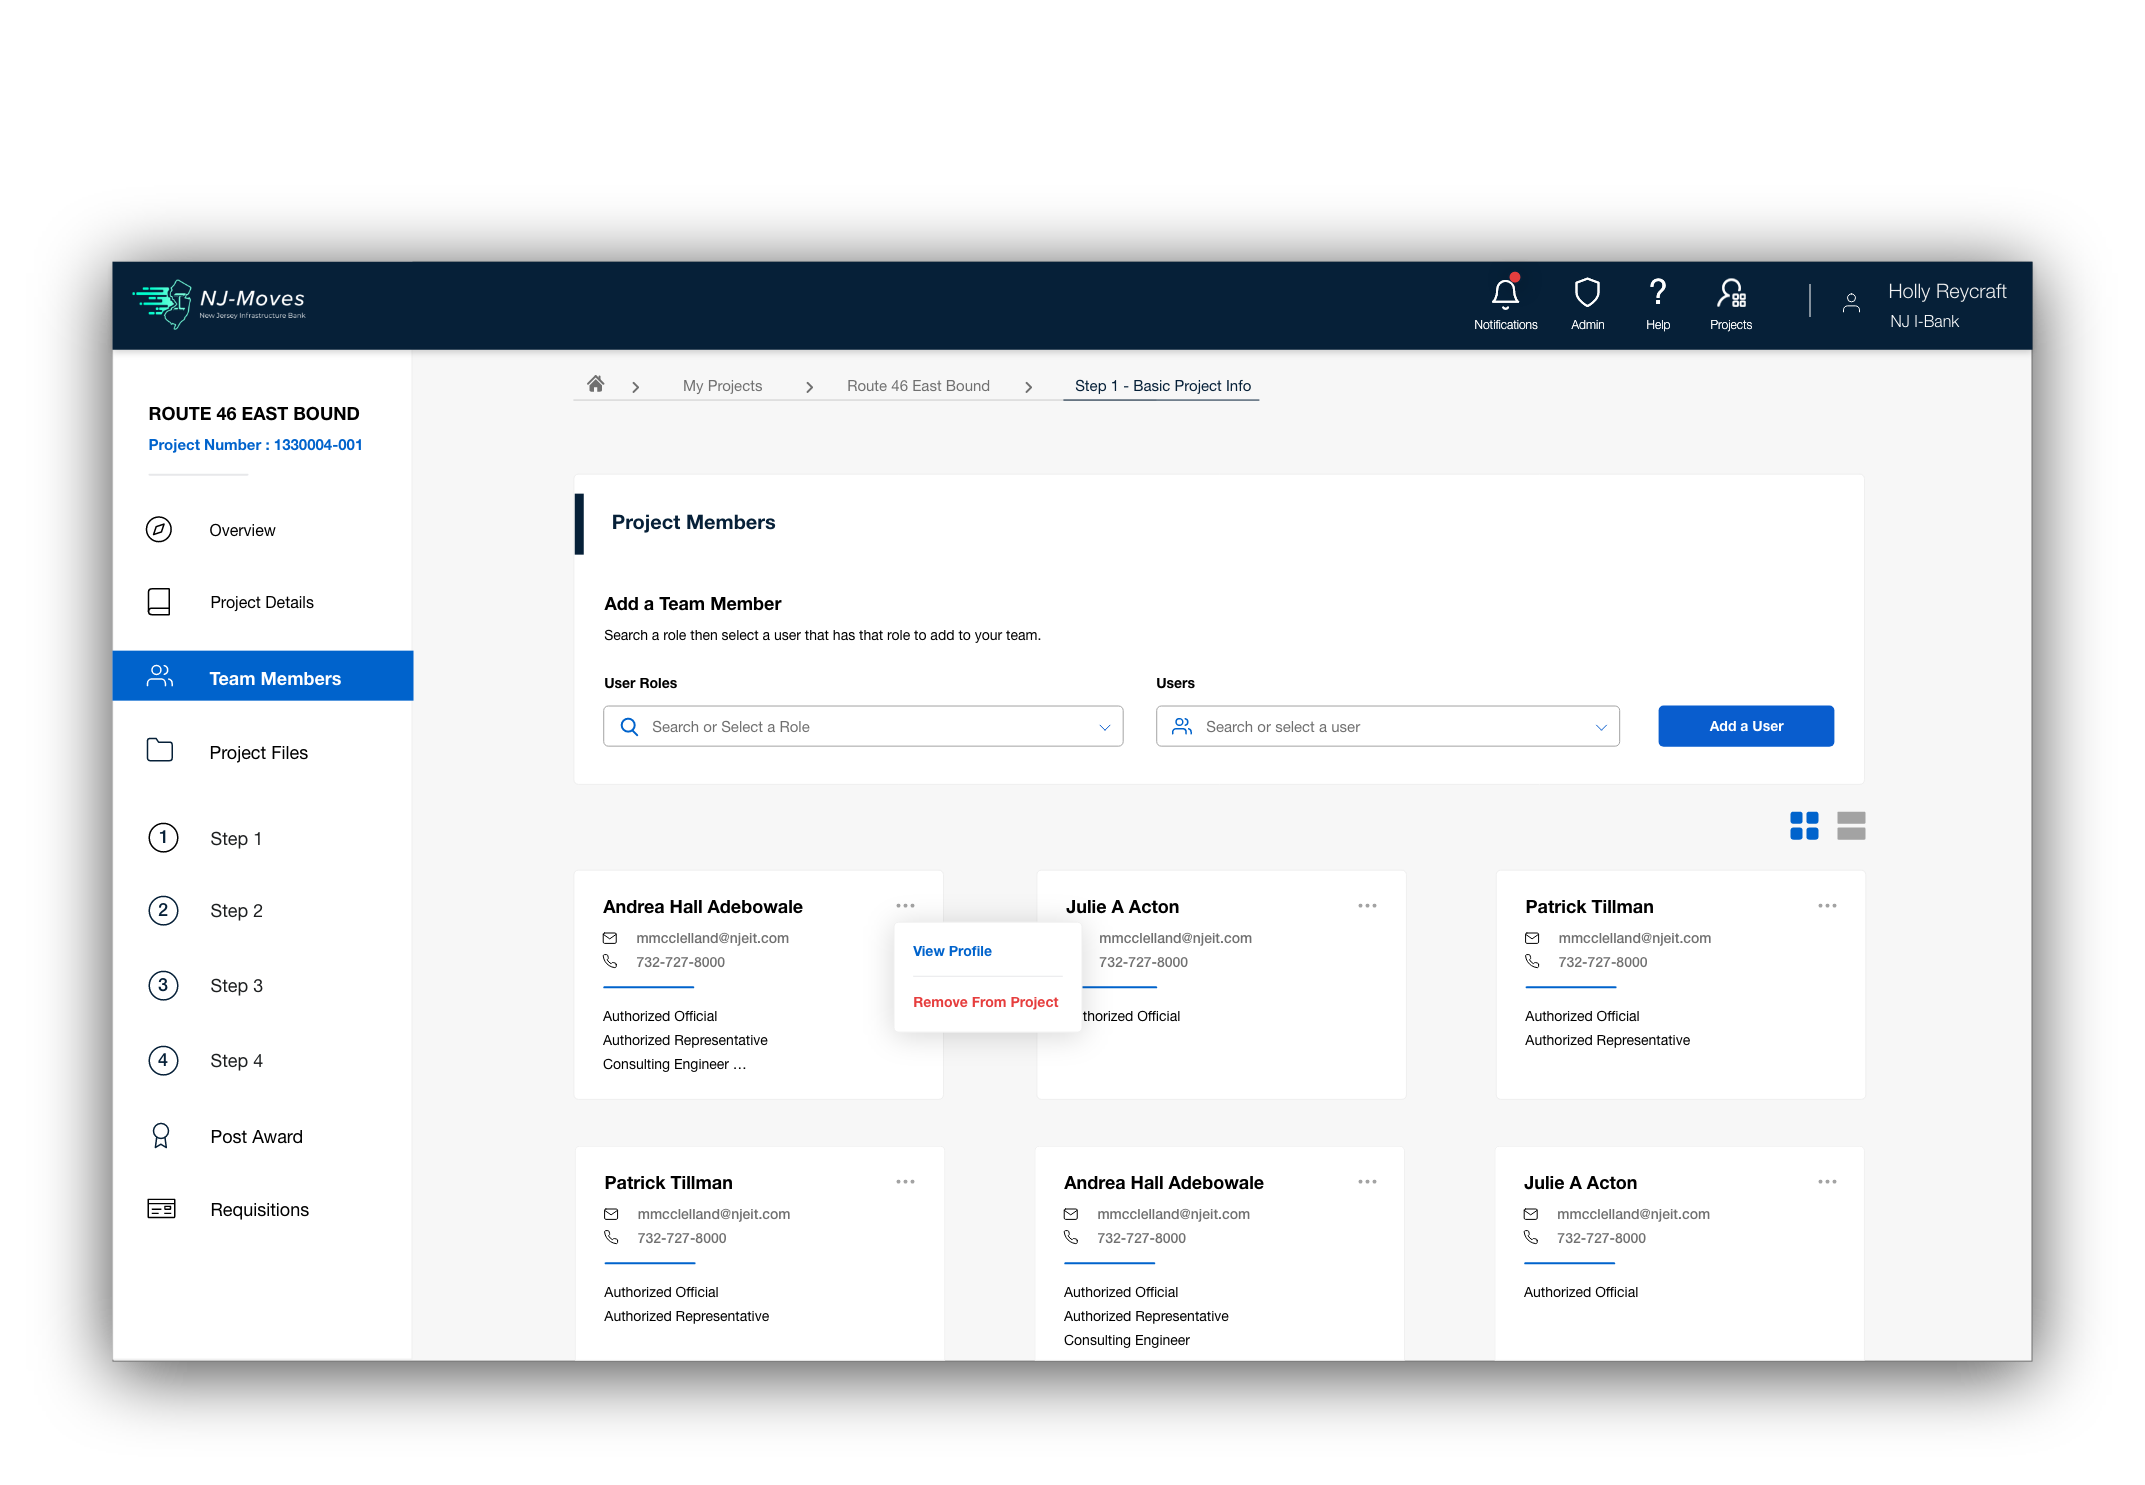 NJ-Moves
New Jersey Infrastructure Bank
Notifications
Admin
Help
Projects
Holly Reycraft
NJ I-Bank
ROUTE 46 EAST BOUND
Project Number : 1330004-001
Overview
Project Details
Team Members
Project Files
1 Step 1
2 Step 2
3 Step 3
4 Step 4
Post Award
Requisitions
My Projects
Route 46 East Bound
Step 1 - Basic Project Info
Project Members
Add a Team Member
Search a role then select a user that has that role to add to your team.
User Roles
Search or Select a Role
Users
Search or select a user
Add a User
Andrea Hall Adebowale
mmcclelland@njeit.com
732-727-8000
Authorized Official
Authorized Representative
Consulting Engineer ...
View Profile
Remove From Project
Julie A Acton
mmcclelland@njeit.com
732-727-8000
thorized Official
Patrick Tillman
mmcclelland@njeit.com
732-727-8000
Authorized Official
Authorized Representative
Patrick Tillman
mmcclelland@njeit.com
732-727-8000
Authorized Official
Authorized Representative
Andrea Hall Adebowale
mmcclelland@njeit.com
732-727-8000
Authorized Official
Authorized Representative
Consulting Engineer
Julie A Acton
mmcclelland@njeit.com
732-727-8000
Authorized Official